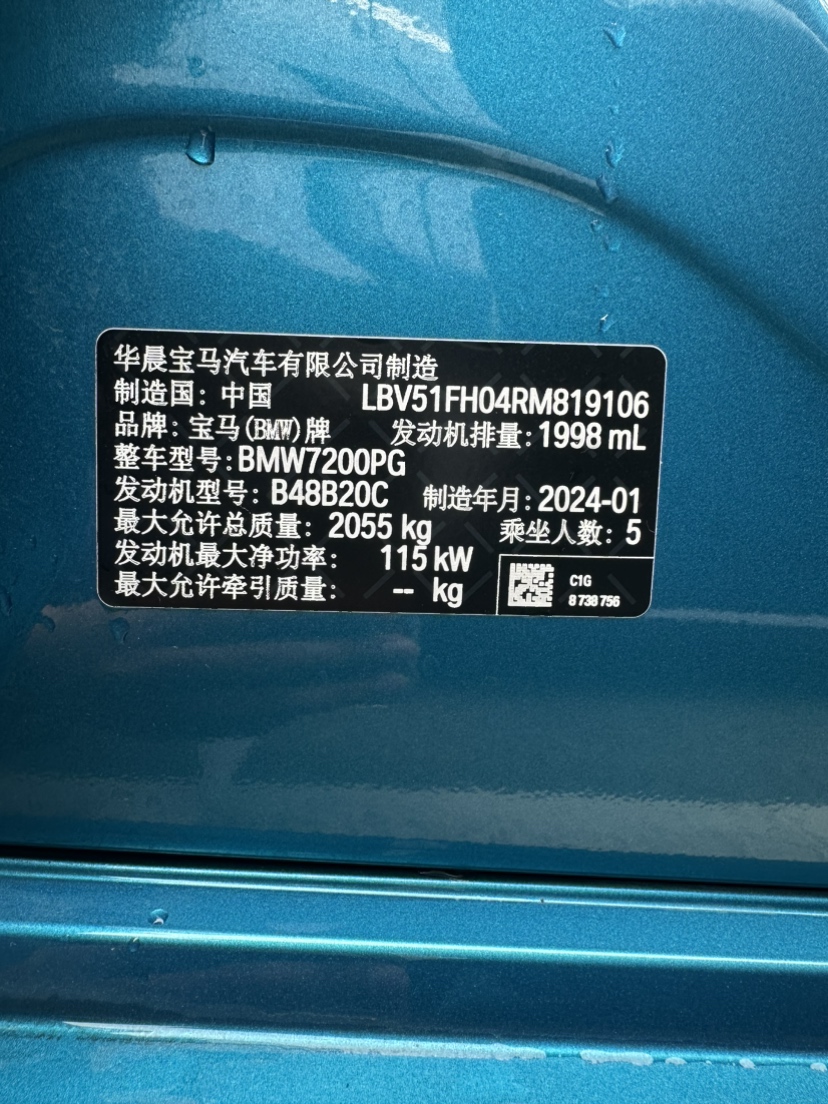 华晨宝马汽车有限公司制造
制造国：中国 LBV51FH04RM819106
品牌：宝马(BMW)牌 发动机排量：1998 mL
整车型号：BMW7200PG
发动机型号：B48B20C 制造年月：2024-01
最大允许总质量：2055 kg 乘坐人数：5
发动机最大净功率： 115 kW
最大允许牵引质量： -- kg
C1G
8 738 756